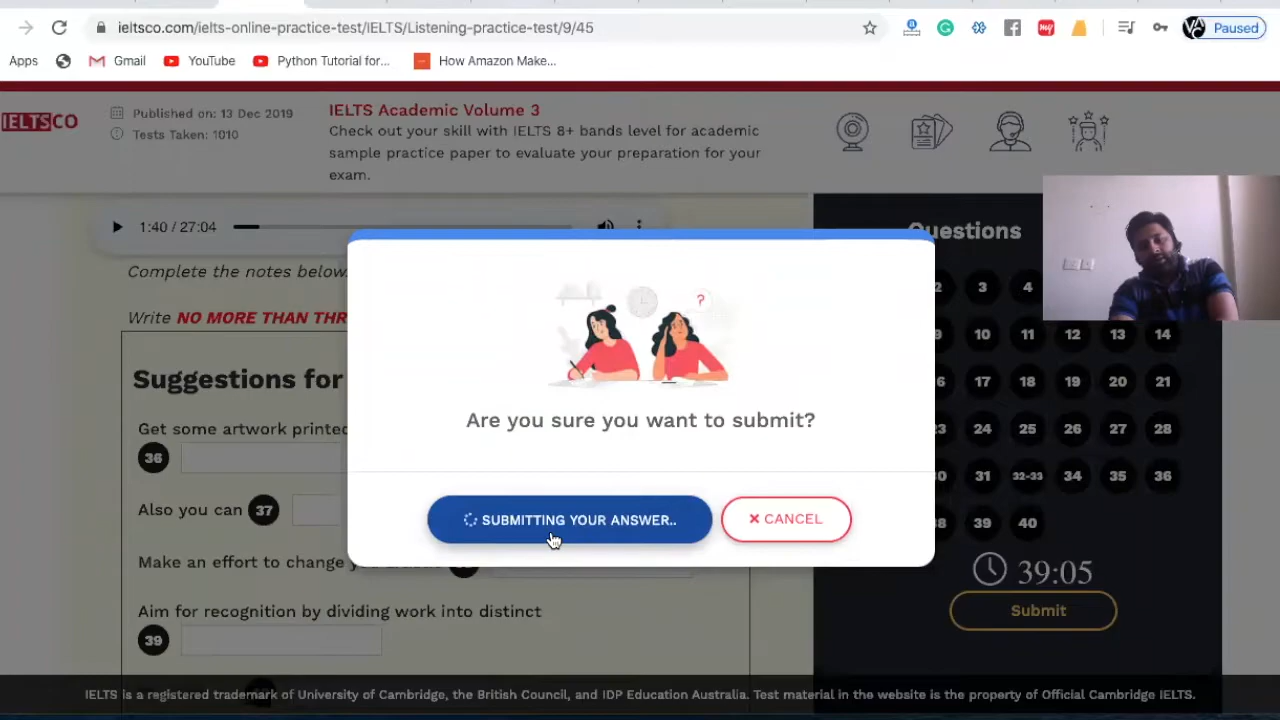 ieltsco.com/ielts-online-practice-test/IELTS/Listening-practice-test/9/45
Paused
Apps
Gmail
YouTube
Python Tutorial for...
How Amazon Make...
IELTSCO
Published on: 13 Dec 2019
Tests Taken: 1010
IELTS Academic Volume 3
Check out your skill with IELTS 8+ bands level for academic
sample practice paper to evaluate your preparation for your
exam.
1:40 / 27:04
Complete the notes below.
Write NO MORE THAN THR
Suggestions for
Get some artwork printed
36
Also you can 37
Make an effort to change
Aim for recognition by dividing work into distinct
39
?
Are you sure you want to submit?
SUBMITTING YOUR ANSWER..
CANCEL
Questions
2 3 4
9 10 11 12 13 14
6 17 18 19 20 21
23 24 25 26 27 28
30 31 32-33 34 35 36
38 39 40
39:05
Submit
IELTS is a registered trademark of University of Cambridge, the British Council, and IDP Education Australia. Test material in the website is the property of Official Cambridge IELTS.